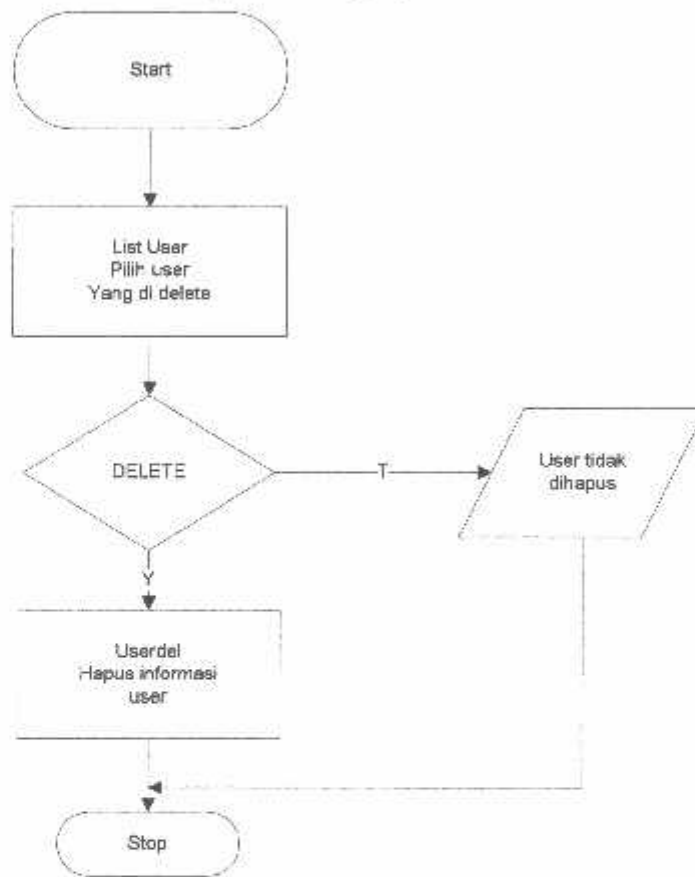 Start
List User
Pilih user
Yang di delete
DELETE
T
User tidak
dihapus
Y
Userdel
Hapus informasi
user
Stop